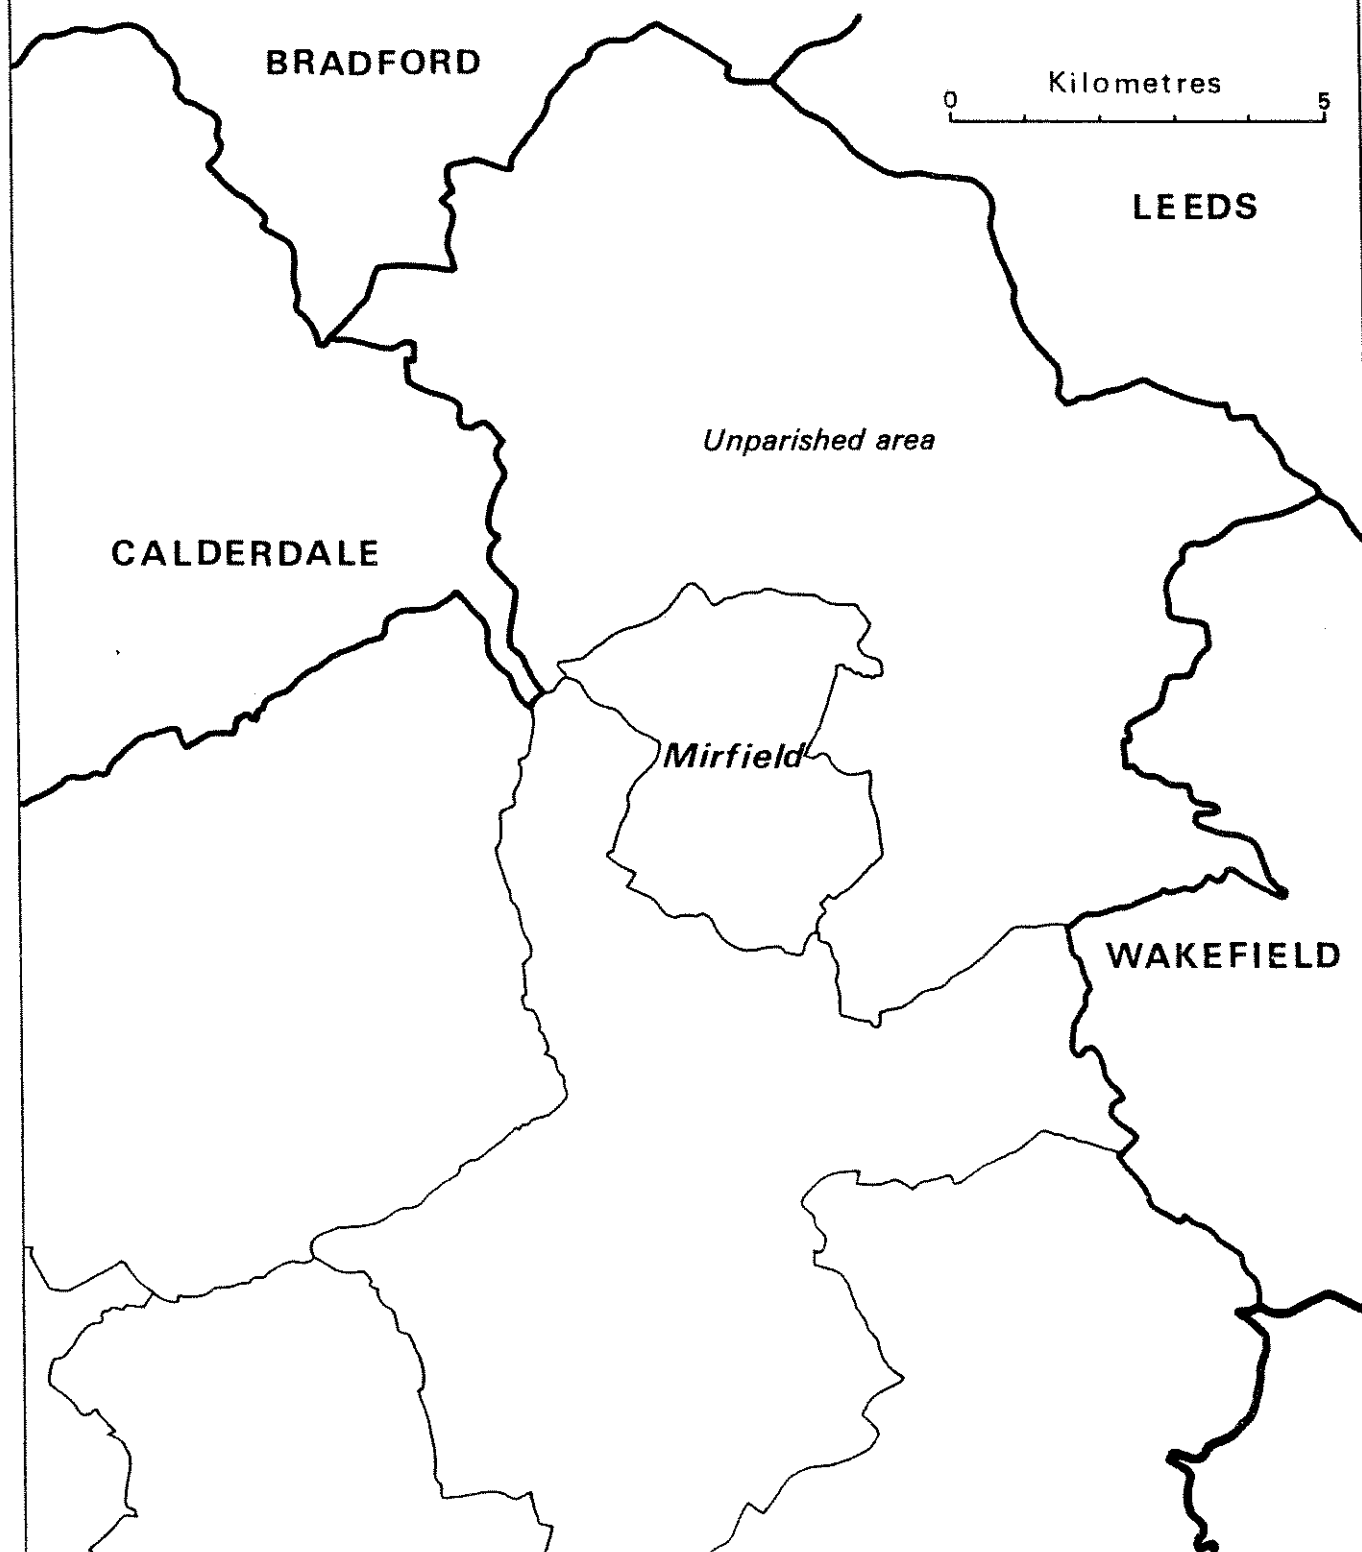 BRADFORD
Kilometres
0 5
LEEDS
Unparished area
CALDERDALE
Mirfield
WAKEFIELD